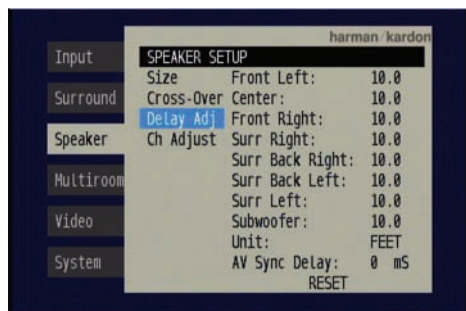 harman/kardon
Input
Surround
Speaker
Multiroom
Video
System
SPEAKER SETUP
Size Front Left: 10.0
Cross-Over Center: 10.0
Delay Adj Front Right: 10.0
Ch Adjust Surr Right: 10.0
Surr Back Right: 10.0
Surr Back Left: 10.0
Surr Left: 10.0
Subwoofer: 10.0
Unit: FEET
AV Sync Delay: 0 mS
RESET